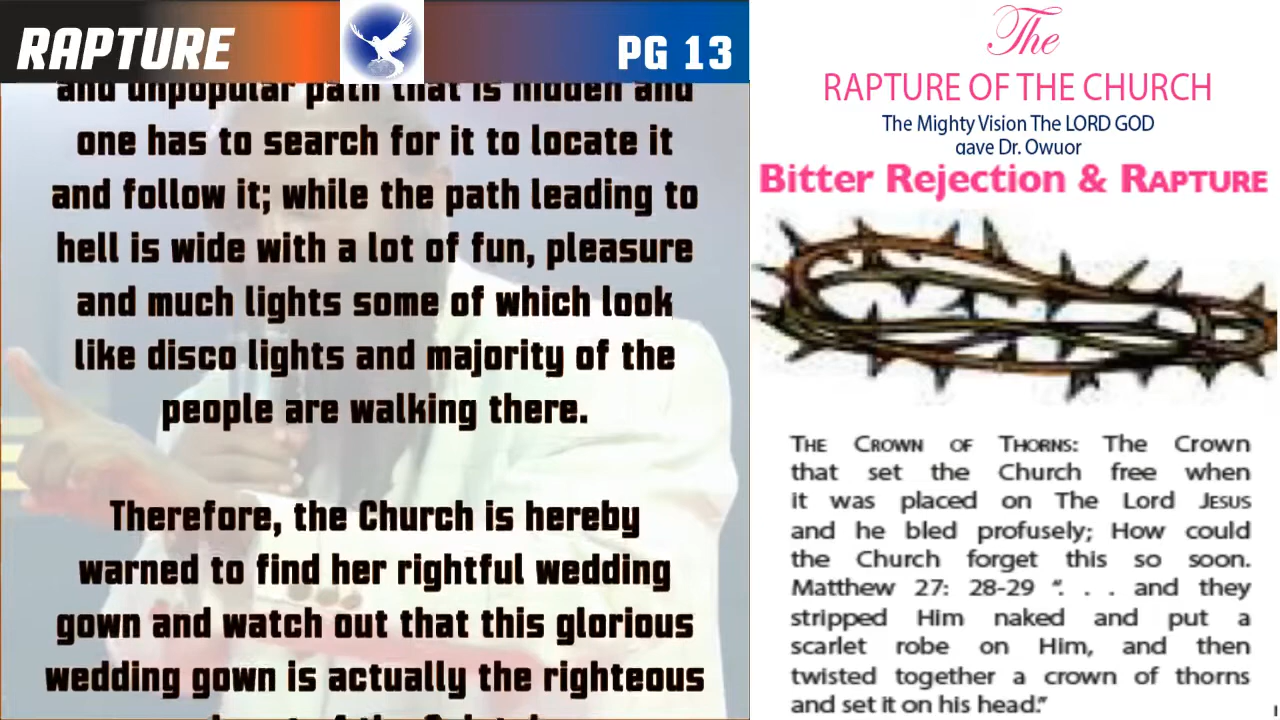 RAPTURE
PG 13
and unpopular path that is hidden and
one has to search for it to locate it
and follow it; while the path leading to
hell is wide with a lot of fun, pleasure
and much lights some of which look
like disco lights and majority of the
people are walking there.
Therefore, the Church is hereby
warned to find her rightful wedding
gown and watch out that this glorious
wedding gown is actually the righteous
The
RAPTURE OF THE CHURCH
The Mighty Vision The LORD GOD
gave Dr. Owuor
Bitter Rejection & RAPTURE
THE CROWN OF THORNS: The Crown
that set the Church free when
it was placed on The Lord JESUS
and he bled profusely; How could
the Church forget this so soon.
Matthew 27: 28-29 “. . . and they
stripped Him naked and put a
scarlet robe on Him, and then
twisted together a crown of thorns
and set it on his head.”